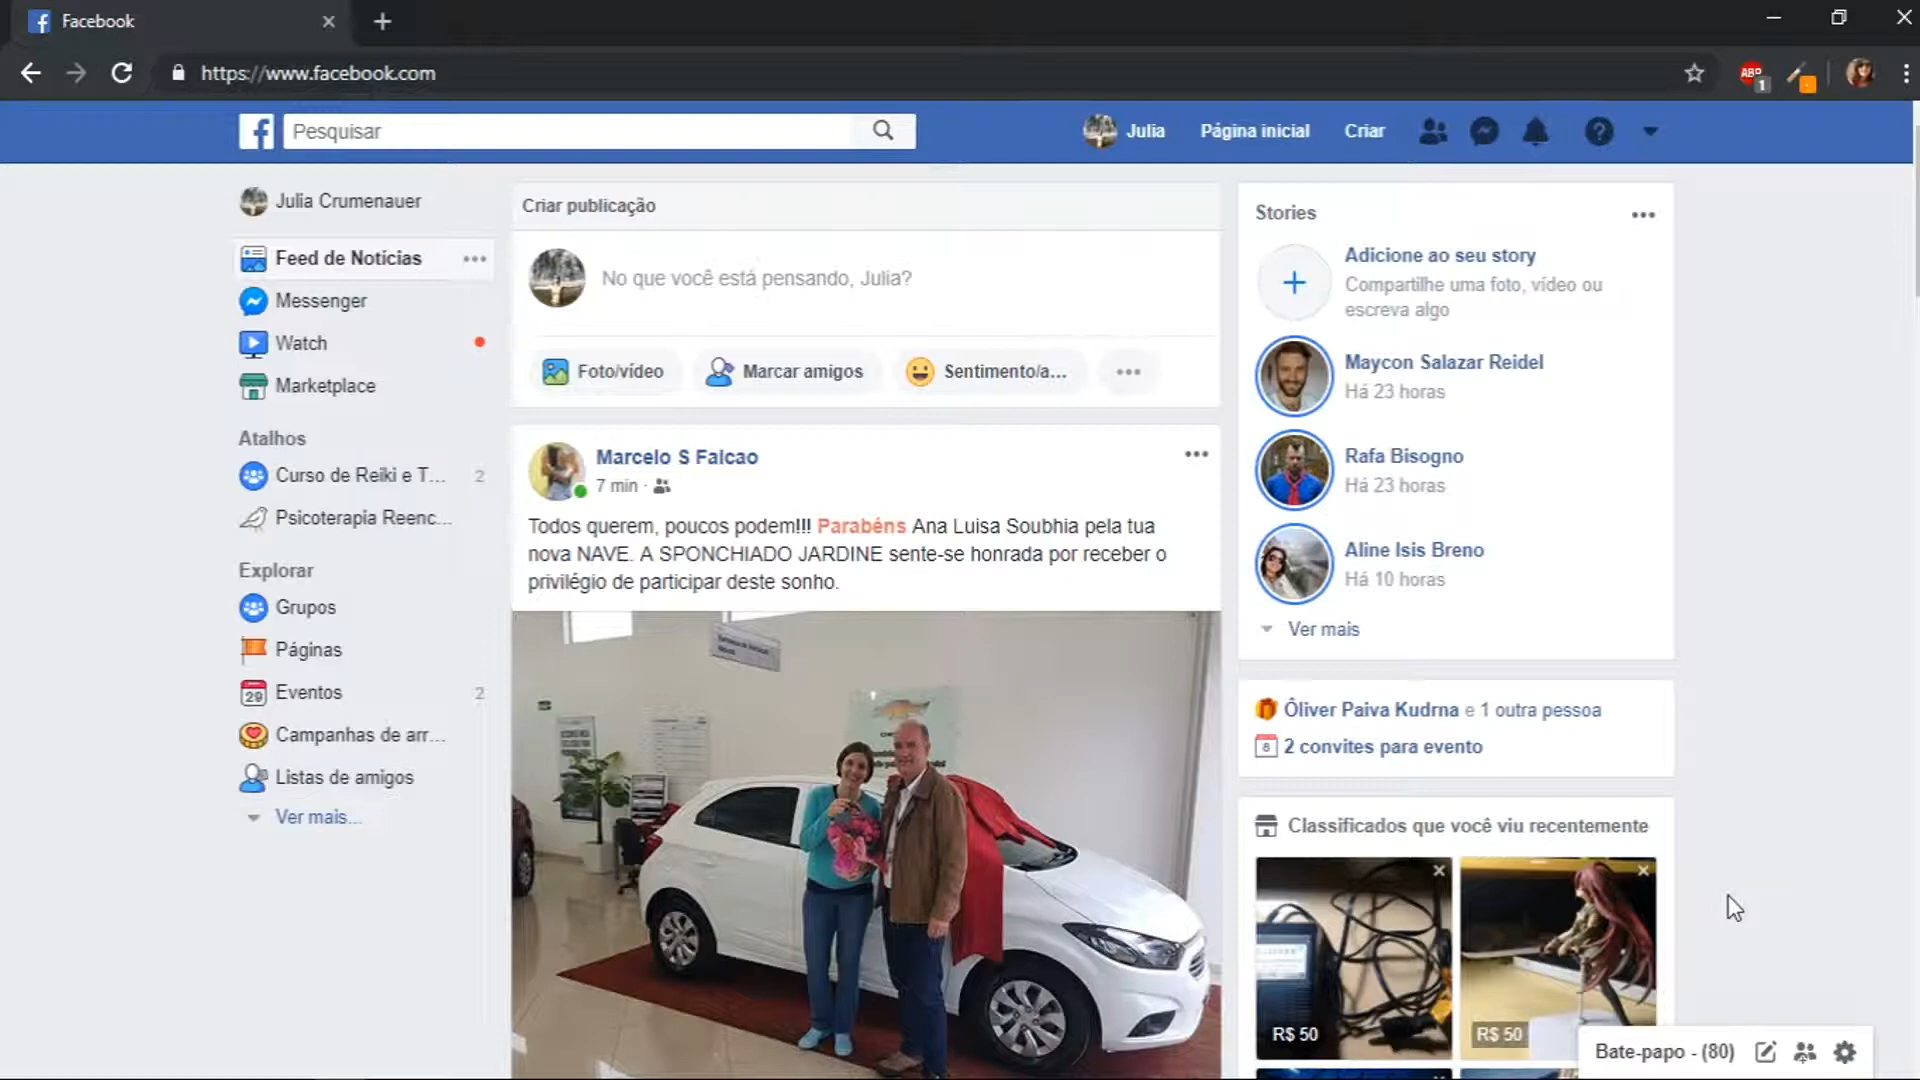 Facebook
https://www.facebook.com
ABP
1
Pesquisar
Julia
Página inicial
Criar
Julia Crumenauer
Feed de Notícias
Messenger
Watch
Marketplace
Atalhos
Curso de Reiki e T...
2
Psicoterapia Reenc...
Explorar
Grupos
Páginas
29
Eventos
2
Campanhas de arr...
Listas de amigos
Ver mais...
Criar publicação
No que você está pensando, Julia?
Foto/vídeo
Marcar amigos
Sentimento/a...
Marcelo S Falcao
7 min ·
Todos querem, poucos podem!!! Parabéns Ana Luisa Soubhia pela tua
nova NAVE. A SPONCHIADO JARDINE sente-se honrada por receber o
privilégio de participar deste sonho.
Stories
Adicione ao seu story
Compartilhe uma foto, vídeo ou
escreva algo
Maycon Salazar Reidel
Há 23 horas
Rafa Bisogno
Há 23 horas
Aline Isis Breno
Há 10 horas
Ver mais
Ôliver Paiva Kudrna e 1 outra pessoa
8
2 convites para evento
Classificados que você viu recentemente
R$ 50
R$ 50
Bate-papo - (80)